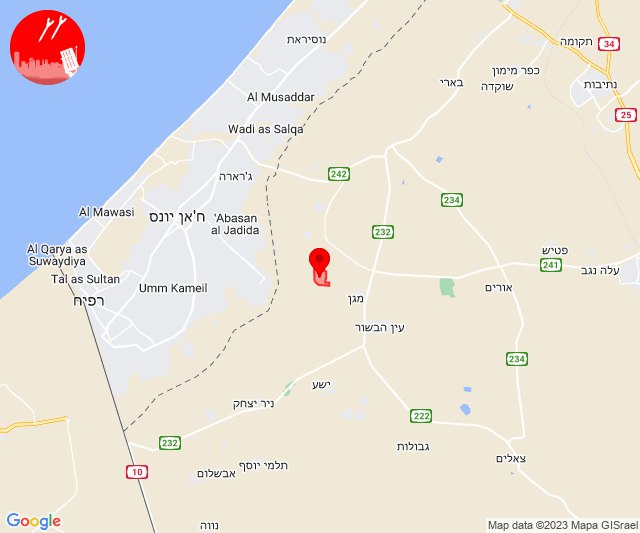 נוסיראת
תקומה
34
כפר מימון
שוקדה
בארי
נתיבות
Al Musaddar
25
Wadi as Salqa
242
ג'רארה
234
Al Mawasi
ח'אן יונס
'Abasan
al Jadida
232
Al Qarya as
Suwaydiya
פטיש
241
עלה נגב
Tal as Sultan
Umm Kameil
אורים
רפיח
מגן
עין הבשור
234
ישע
ניר יצחק
222
232
גבולות
צאלים
10
תלמי יוסף
אבשלום
נווה
Google
Map data ©2023 Mapa GISrael